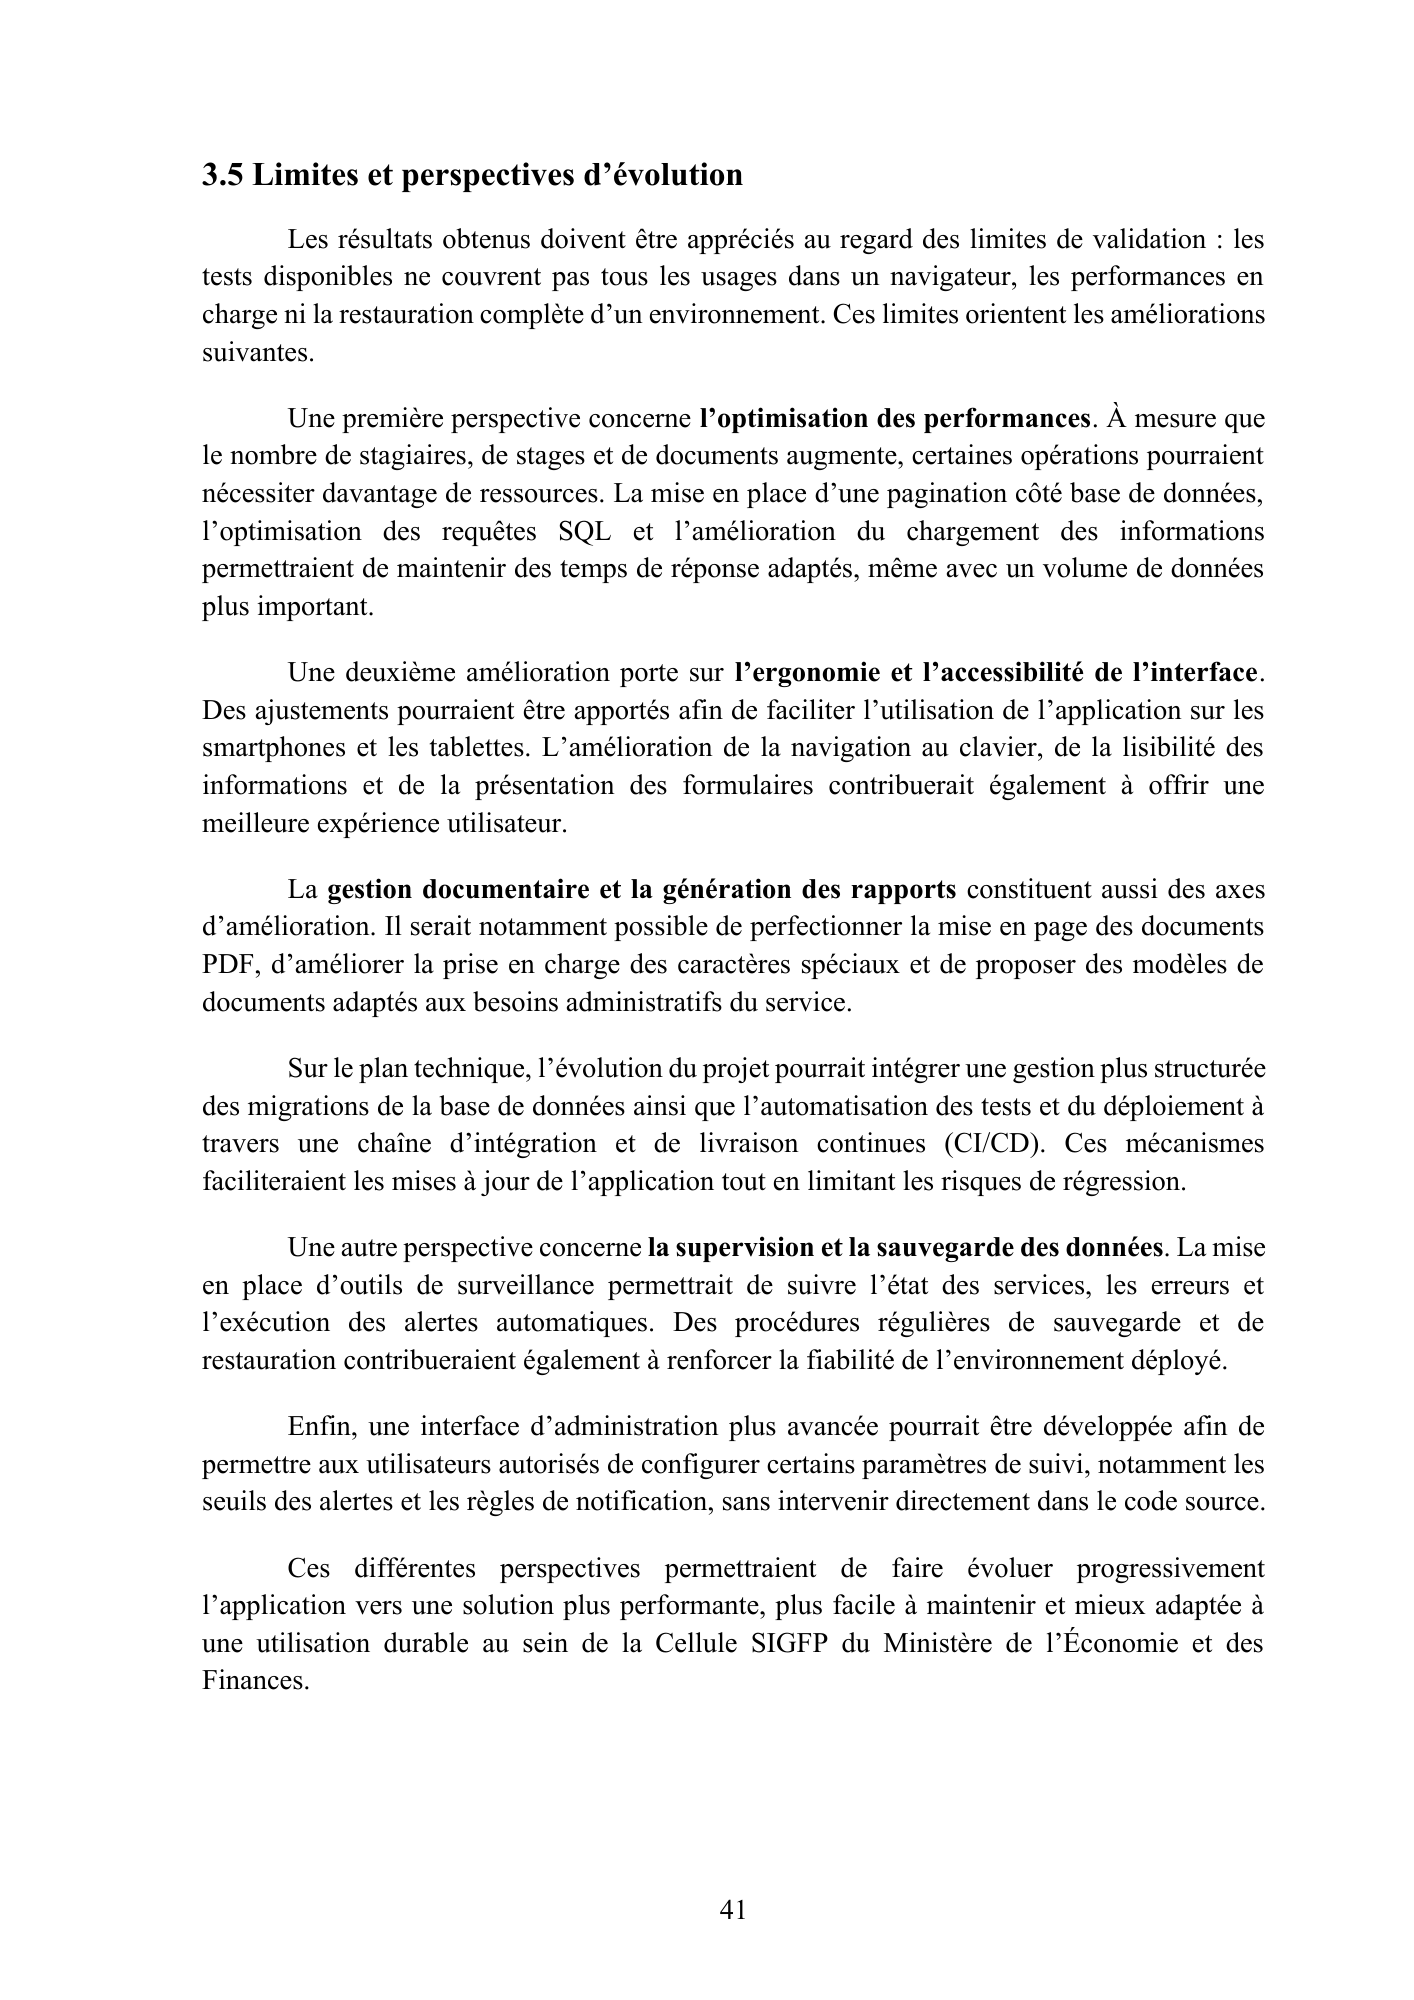 3.5 Limites et perspectives d’évolution
Les résultats obtenus doivent être appréciés au regard des limites de validation : les
tests disponibles ne couvrent pas tous les usages dans un navigateur, les performances en
charge ni la restauration complète d’un environnement. Ces limites orientent les améliorations
suivantes.
Une première perspective concerne l’optimisation des performances. À mesure que
le nombre de stagiaires, de stages et de documents augmente, certaines opérations pourraient
nécessiter davantage de ressources. La mise en place d’une pagination côté base de données,
l’optimisation des requêtes SQL et l’amélioration du chargement des informations
permettraient de maintenir des temps de réponse adaptés, même avec un volume de données
plus important.
Une deuxième amélioration porte sur l’ergonomie et l’accessibilité de l’interface.
Des ajustements pourraient être apportés afin de faciliter l’utilisation de l’application sur les
smartphones et les tablettes. L’amélioration de la navigation au clavier, de la lisibilité des
informations et de la présentation des formulaires contribuerait également à offrir une
meilleure expérience utilisateur.
La gestion documentaire et la génération des rapports constituent aussi des axes
d’amélioration. Il serait notamment possible de perfectionner la mise en page des documents
PDF, d’améliorer la prise en charge des caractères spéciaux et de proposer des modèles de
documents adaptés aux besoins administratifs du service.
Sur le plan technique, l’évolution du projet pourrait intégrer une gestion plus structurée
des migrations de la base de données ainsi que l’automatisation des tests et du déploiement à
travers une chaîne d’intégration et de livraison continues (CI/CD). Ces mécanismes
faciliteraient les mises à jour de l’application tout en limitant les risques de régression.
Une autre perspective concerne la supervision et la sauvegarde des données. La mise
en place d’outils de surveillance permettrait de suivre l’état des services, les erreurs et
l’exécution des alertes automatiques. Des procédures régulières de sauvegarde et de
restauration contribueraient également à renforcer la fiabilité de l’environnement déployé.
Enfin, une interface d’administration plus avancée pourrait être développée afin de
permettre aux utilisateurs autorisés de configurer certains paramètres de suivi, notamment les
seuils des alertes et les règles de notification, sans intervenir directement dans le code source.
Ces différentes perspectives permettraient de faire évoluer progressivement
l’application vers une solution plus performante, plus facile à maintenir et mieux adaptée à
une utilisation durable au sein de la Cellule SIGFP du Ministère de l’Économie et des
Finances.
41